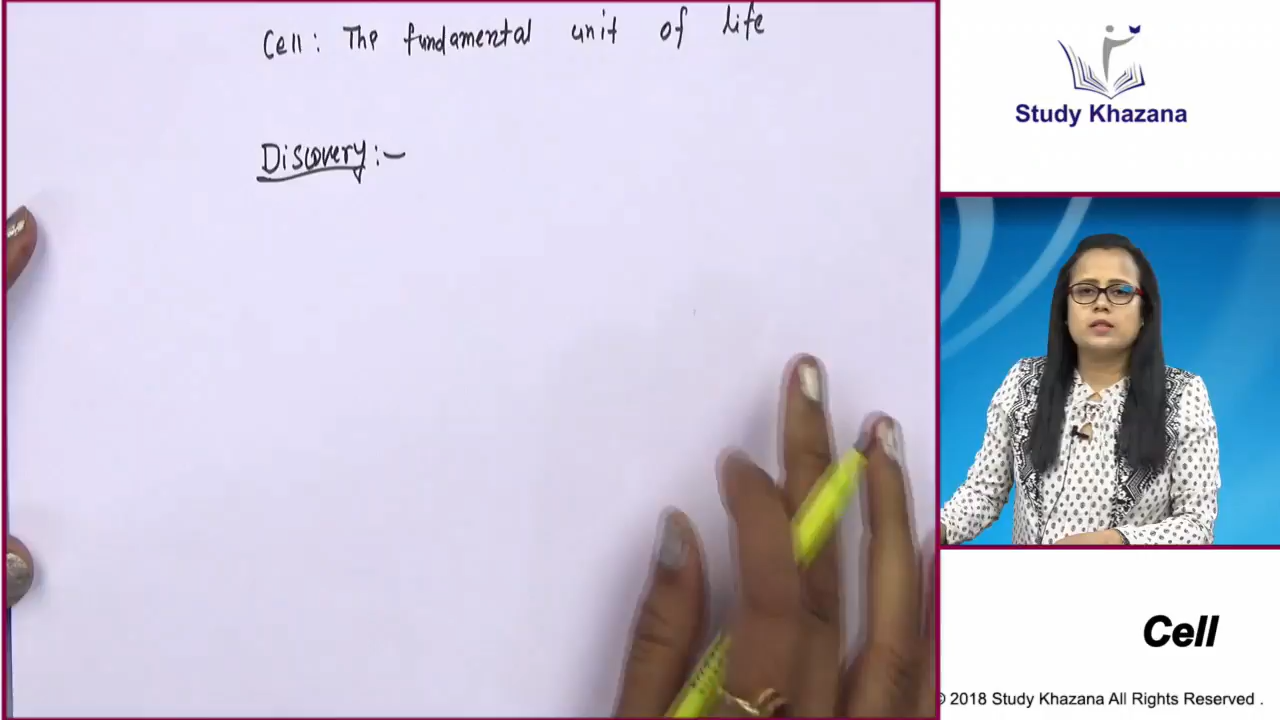 Cell: The fundamental unit of life
Discovery:-
Study Khazana
Cell
© 2018 Study Khazana All Rights Reserved .